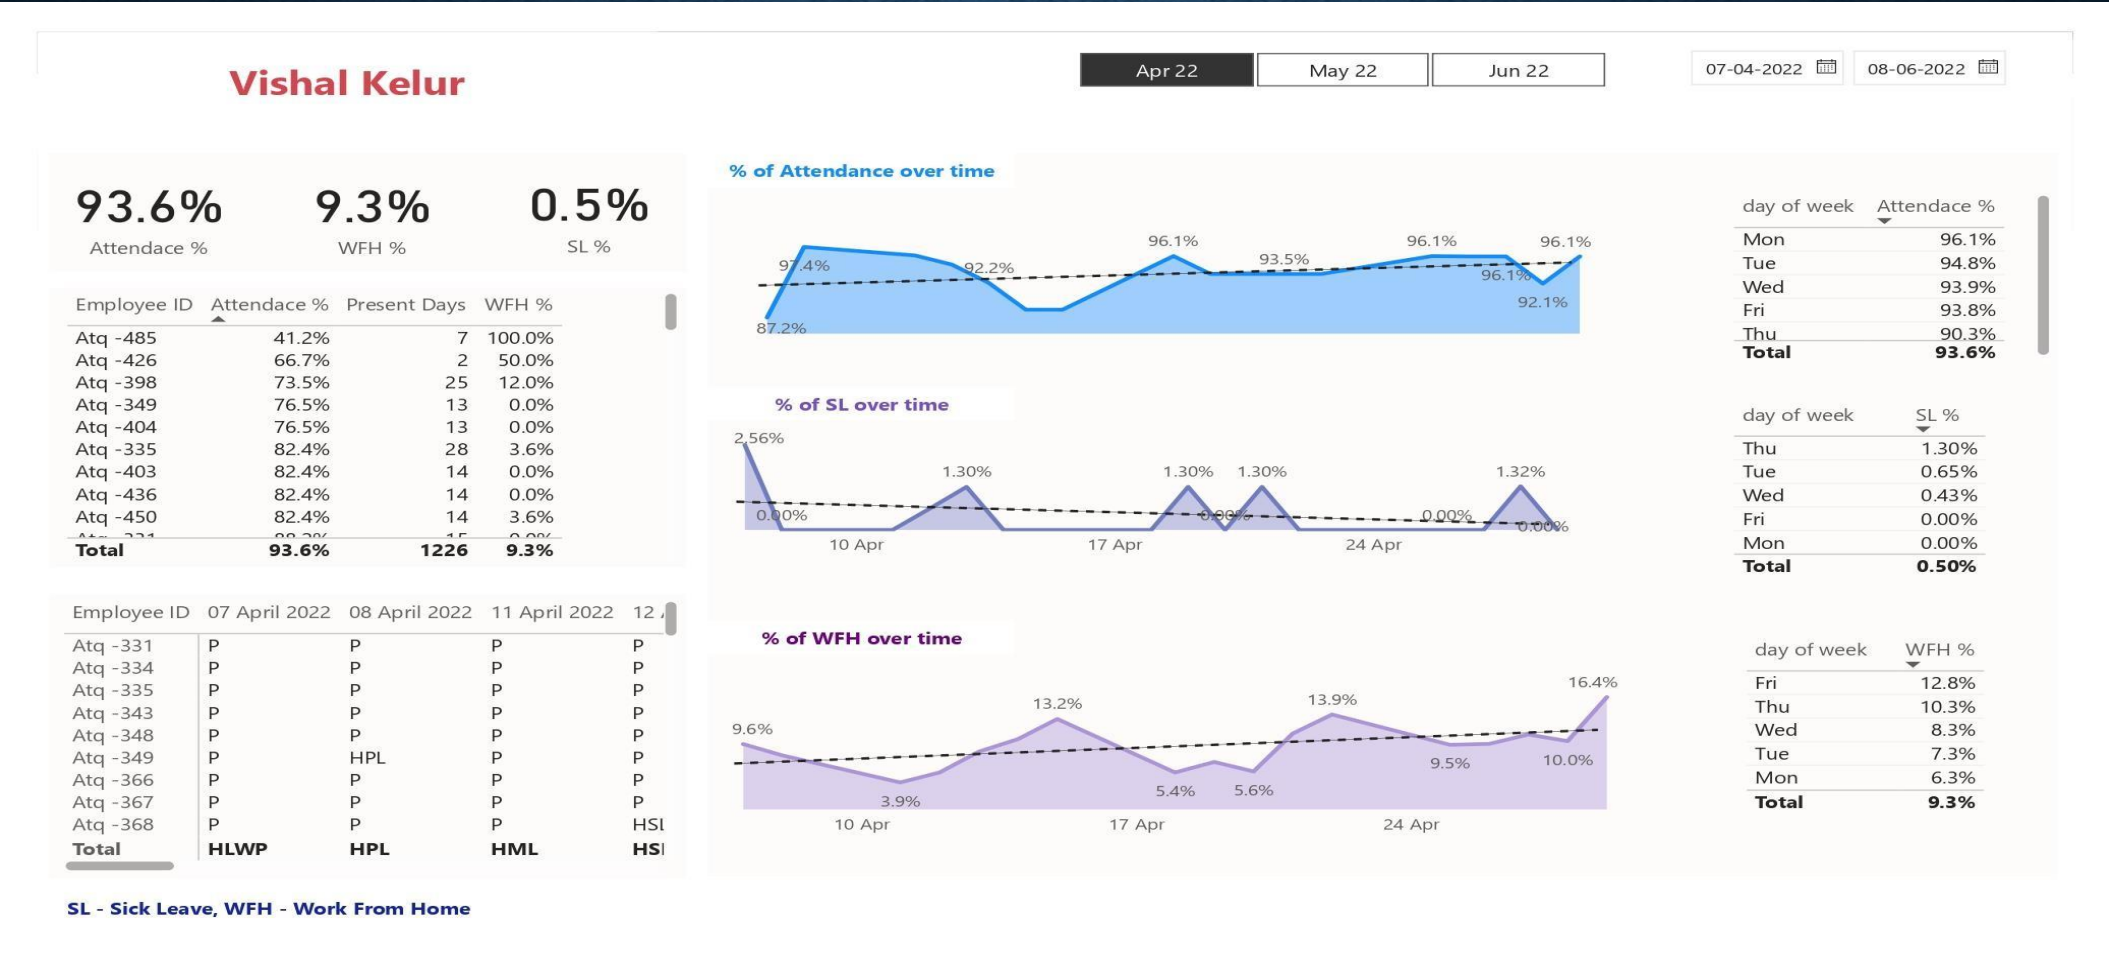 Vishal Kelur
Apr 22 May 22 Jun 22
07-04-2022 08-06-2022
93.6% 9.3% 0.5%
Attendace % WFH % SL %
Employee ID Attendace % Present Days WFH %
Atq -485 41.2% 7 100.0%
Atq -426 66.7% 2 50.0%
Atq -398 73.5% 25 12.0%
Atq -349 76.5% 13 0.0%
Atq -404 76.5% 13 0.0%
Atq -335 82.4% 28 3.6%
Atq -403 82.4% 14 0.0%
Atq -436 82.4% 14 0.0%
Atq -450 82.4% 14 3.6%
Total 93.6% 1226 9.3%
Employee ID 07 April 2022 08 April 2022 11 April 2022 12
Atq -331 P P P P
Atq -334 P P P P
Atq -335 P P P P
Atq -343 P P P P
Atq -348 P P P P
Atq -349 P HPL P P
Atq -366 P P P P
Atq -367 P P P P
Atq -368 P P P HSL
Total HLWP HPL HML
SL - Sick Leave, WFH - Work From Home
% of Attendance over time
96.1% 96.1% 96.1%
97.4% 92.2% 93.5% 96.1%
87.2% 92.1%
% of SL over time
2.56%
1.30% 1.30% 1.30% 1.32%
0.00% 0.00% 0.00% 0.00%
10 Apr 17 Apr 24 Apr
% of WFH over time
16.4%
9.6% 13.2% 13.9%
3.9% 5.4% 5.6% 9.5% 10.0%
10 Apr 17 Apr 24 Apr
day of week Attendace %
Mon 96.1%
Tue 94.8%
Wed 93.9%
Fri 93.8%
Thu 90.3%
Total 93.6%
day of week SL %
Thu 1.30%
Tue 0.65%
Wed 0.43%
Fri 0.00%
Mon 0.00%
Total 0.50%
day of week WFH %
Fri 12.8%
Thu 10.3%
Wed 8.3%
Tue 7.3%
Mon 6.3%
Total 9.3%